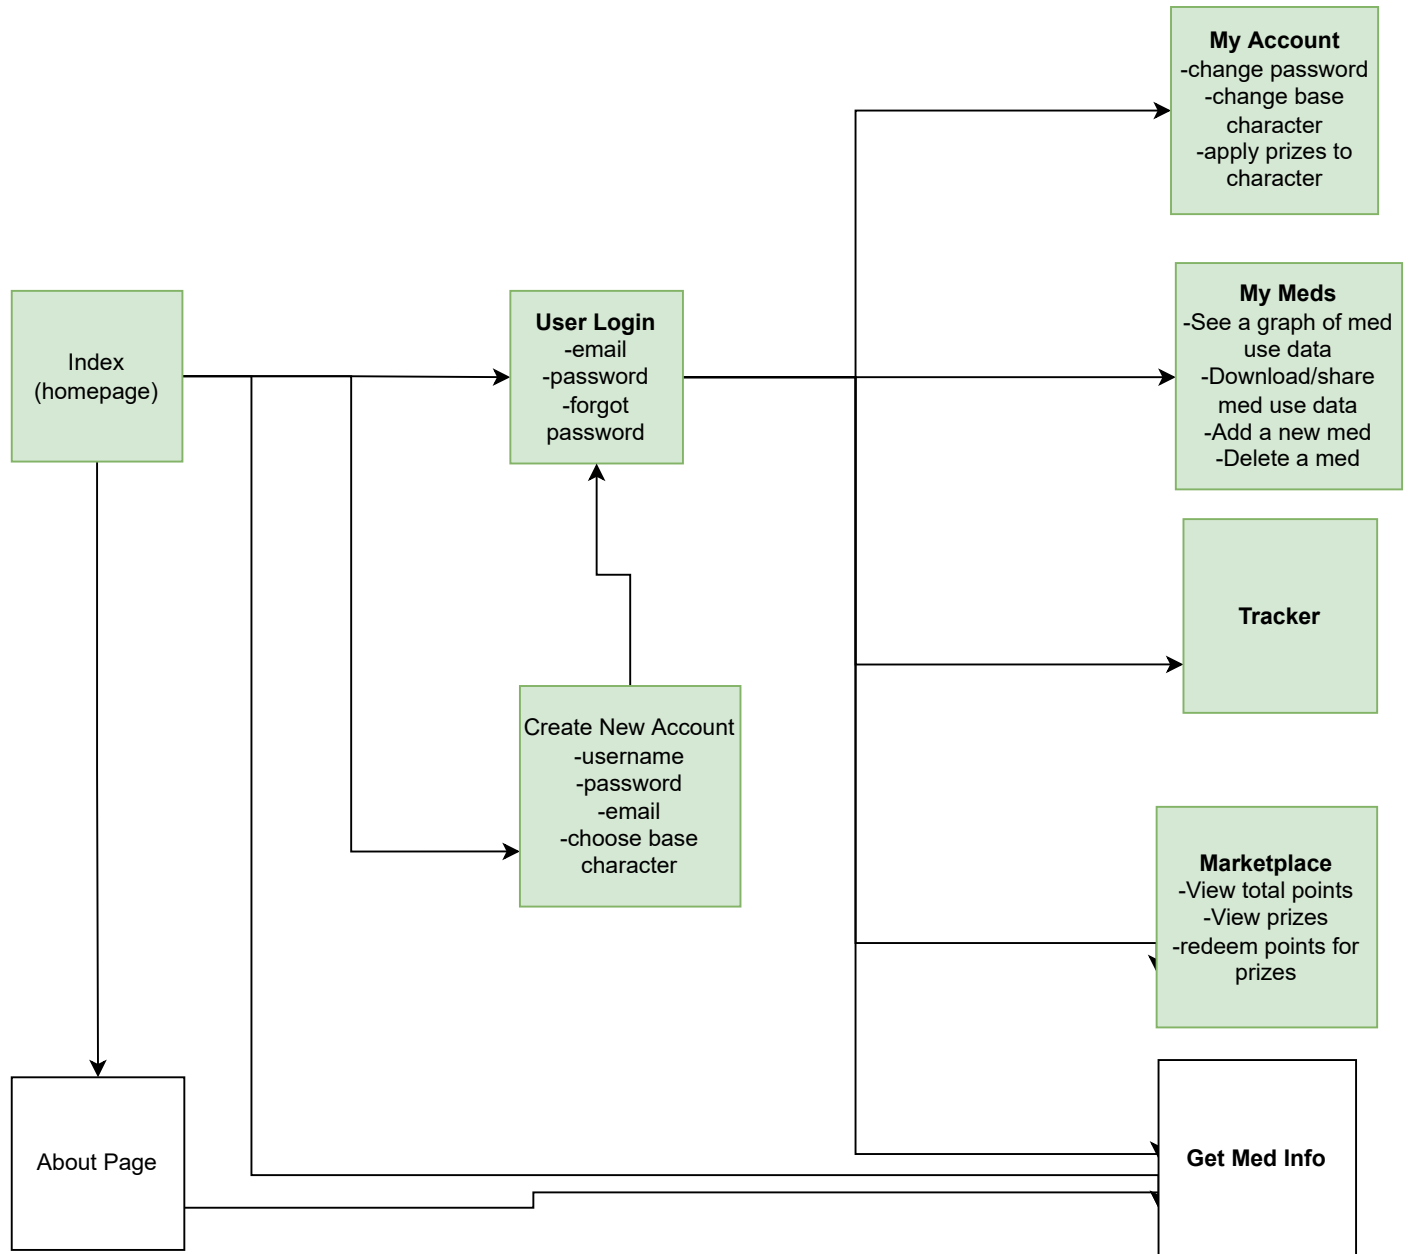 My Account
-change password
-change base
character
-apply prizes to
character
My Meds
-See a graph of med
use data
-Download/share
med use data
-Add a new med
-Delete a med
Index
(homepage)
User Login
-email
-password
-forgot
password
Tracker
Create New Account
-username
-password
-email
-choose base
character
Marketplace
-View total points
-View prizes
-redeem points for
prizes
About Page
Get Med Info